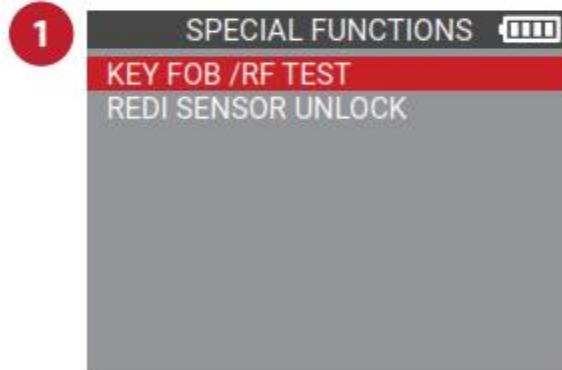 1
SPECIAL FUNCTIONS
KEY FOB /RF TEST
REDI SENSOR UNLOCK